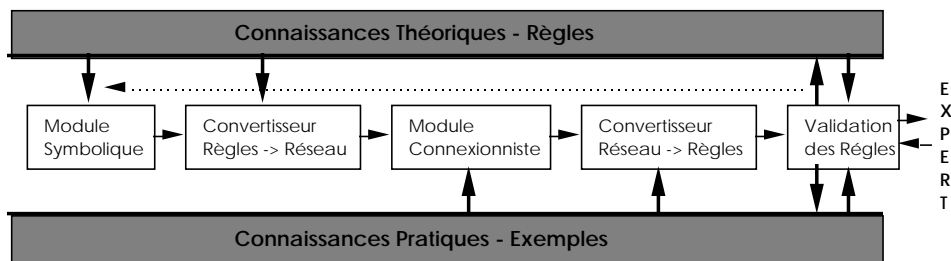 Connaissances Théoriques - Règles
Module
Symbolique
Convertisseur
Règles -> Réseau
Module
Connexionniste
Convertisseur
Réseau -> Règles
Validation
des Régles
EXPERT
Connaissances Pratiques - Exemples